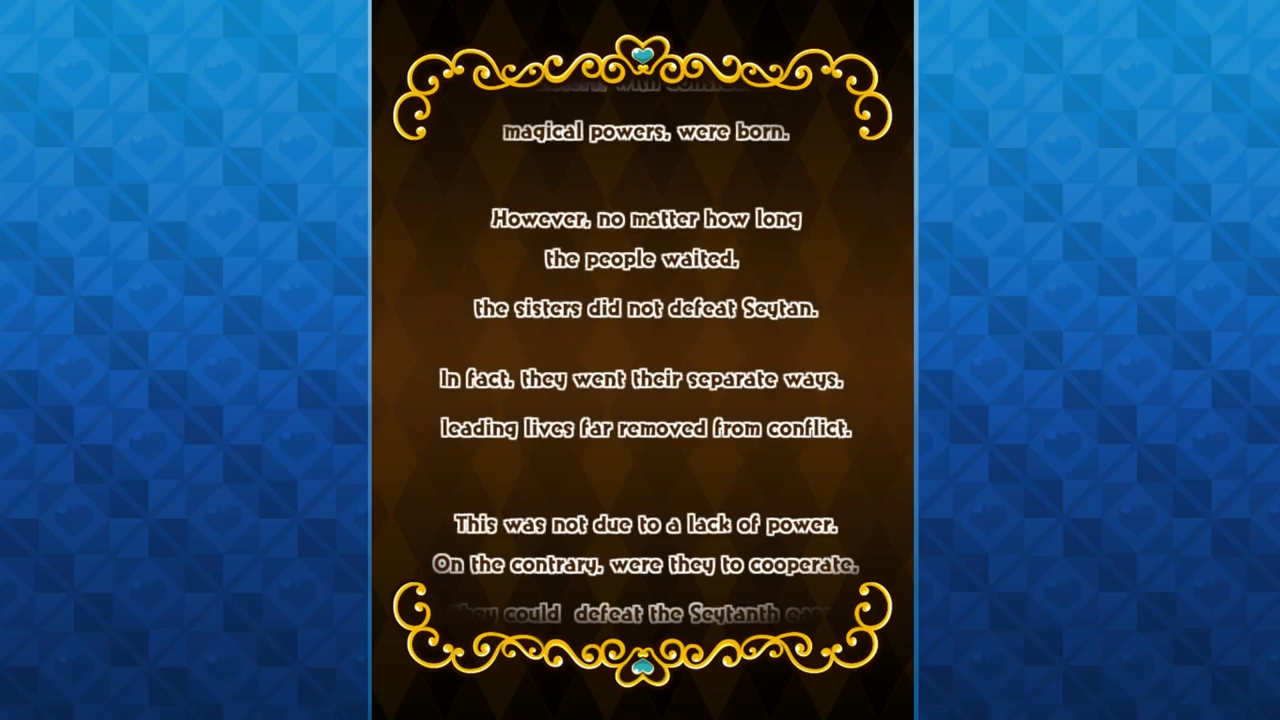 with
magical powers, were born.
However, no matter how long
the people waited,
the sisters did not defeat Seytan.
In fact, they went their separate ways,
leading lives far removed from conflict.
This was not due to a lack of power.
On the contrary, were they to cooperate,
they could defeat the Seytanth